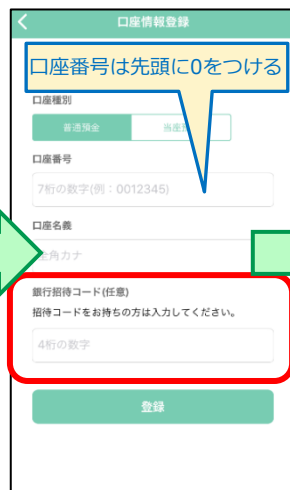 口座情報登録
口座番号は先頭に0をつける
口座種別
普通預金
口座番号
7桁の数字(例：0012345)
口座名義
角カナ
銀行招待コード(任意)
招待コードをお持ちの方は入力してください。
4桁の数字
登録